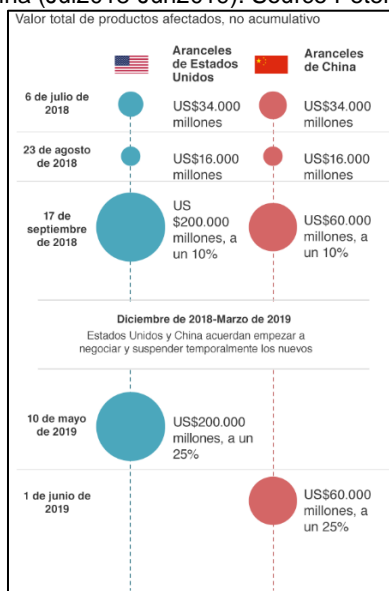 (Jul2018-Jun2019). Source
Valor total de productos afectados, no acumulativo
Aranceles
de Estados
Unidos
Aranceles
de China
6 de julio de
2018
US$34.000
millones
US$34.000
millones
23 de agosto
de 2018
US$16.000
millones
US$16.000
millones
17 de
septiembre
de 2018
US
$200.000
millones, a
un 10%
US$60.000
millones, a
un 10%
Diciembre de 2018-Marzo de 2019
Estados Unidos y China acuerdan empezar a
negociar y suspender temporalmente los nuevos
10 de mayo
de 2019
US$200.000
millones, a un
25%
1 de junio de
2019
US$60.000
millones, a
un 25%